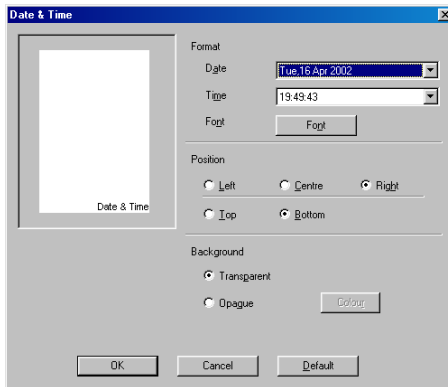 Date & Time
Date & Time
Format
Date Tue,16 Apr 2002
Time 19:49:43
Font Font
Position
Left Centre Right
Top Bottom
Background
Transparent
Opague Colour
OK Cancel Default